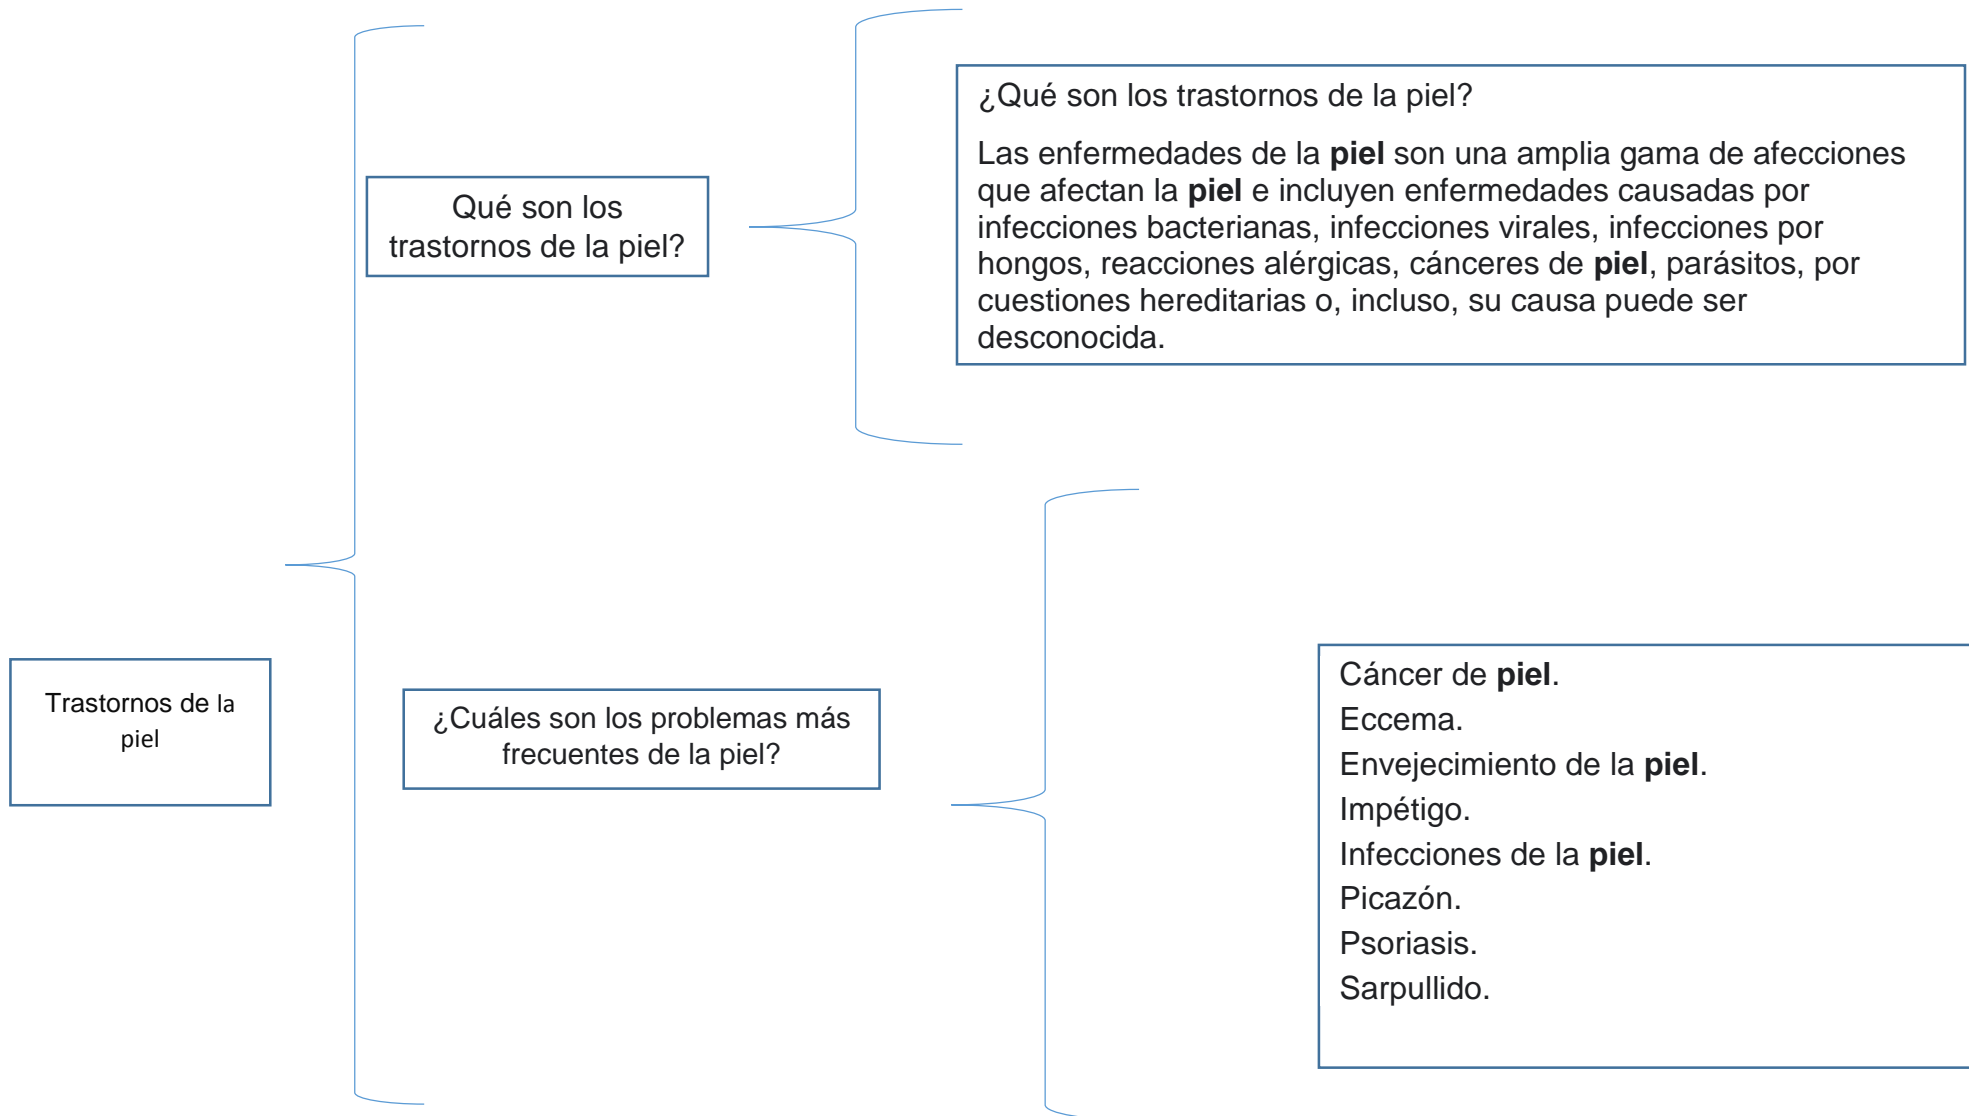 Trastornos de la
piel
Qué son los
trastornos de la piel?
¿Qué son los trastornos de la piel?
Las enfermedades de la piel son una amplia gama de afecciones
que afectan la piel e incluyen enfermedades causadas por
infecciones bacterianas, infecciones virales, infecciones por
hongos, reacciones alérgicas, cánceres de piel, parásitos, por
cuestiones hereditarias o, incluso, su causa puede ser
desconocida.
¿Cuáles son los problemas más
frecuentes de la piel?
Cáncer de piel.
Eccema.
Envejecimiento de la piel.
Impétigo.
Infecciones de la piel.
Picazón.
Psoriasis.
Sarpullido.